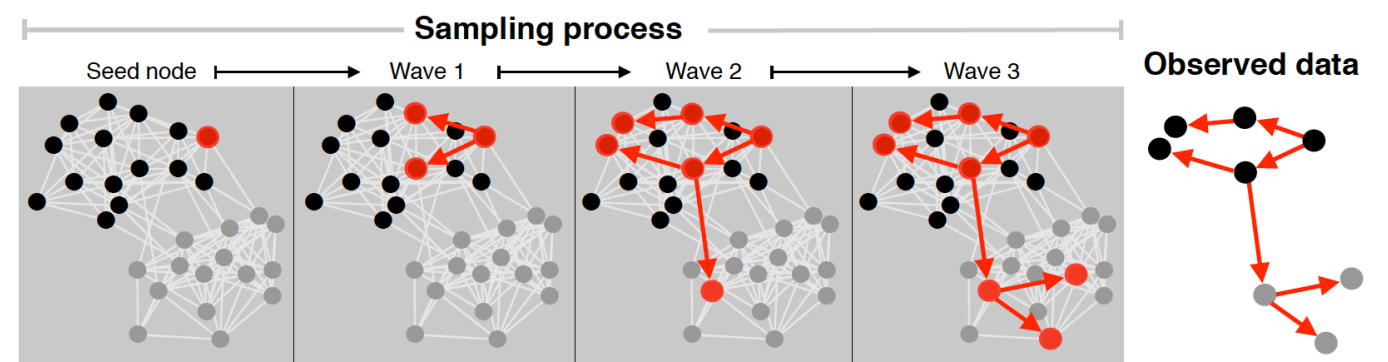 Sampling process
Seed node
Wave 1
Wave 2
Wave 3
Observed data